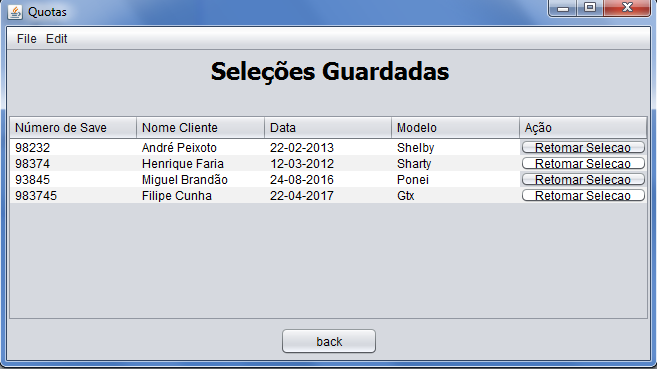 Quotas
File Edit
Seleções Guardadas
Número de Save Nome Cliente Data Modelo Ação
98232 André Peixoto 22-02-2013 Shelby Retomar Selecao
98374 Henrique Faria 12-03-2012 Sharty Retomar Selecao
93845 Miguel Brandão 24-08-2016 Ponei Retomar Selecao
983745 Filipe Cunha 22-04-2017 Gtx Retomar Selecao
back